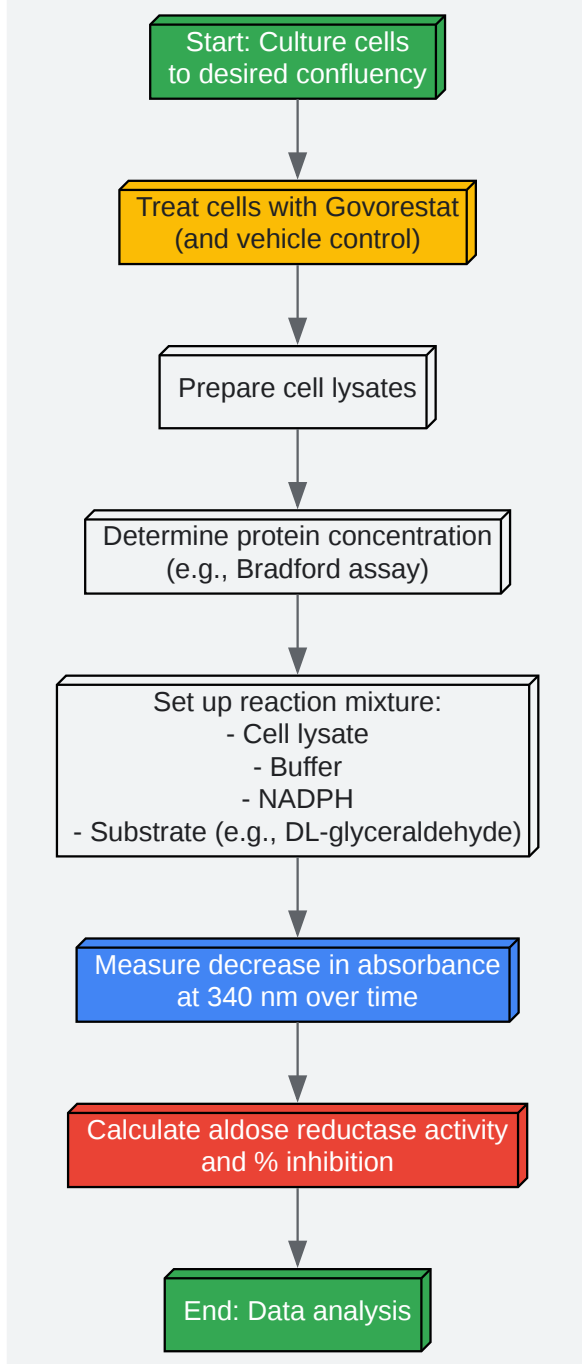 Start: Culture cells
to desired confluency
Treat cells with Govorestat
(and vehicle control)
Prepare cell lysates
Determine protein concentration
(e.g., Bradford assay)
Set up reaction mixture:
- Cell lysate
- Buffer
- NADPH
- Substrate (e.g., DL-glyceraldehyde)
Measure decrease in absorbance
at 340 nm over time
Calculate aldose reductase activity
and % inhibition
End: Data analysis